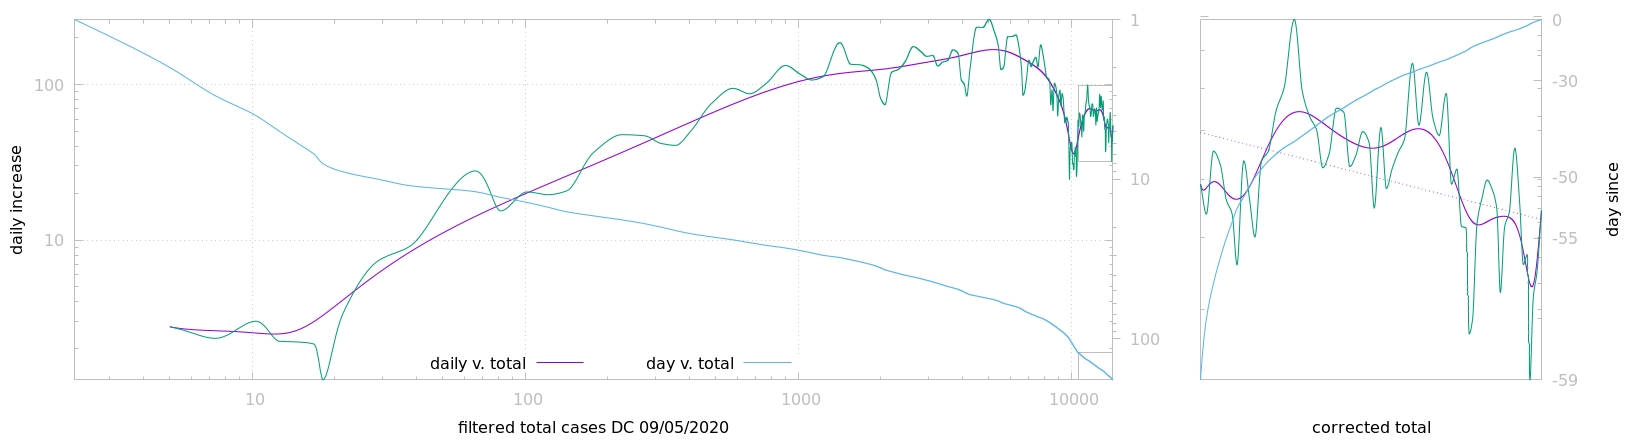 daily increase
100
10
daily v. total
day v. total
10
100
1000
10000
filtered total cases DC 09/05/2020
1
10
100
0
-30
-50
-55
-59
day since
corrected total